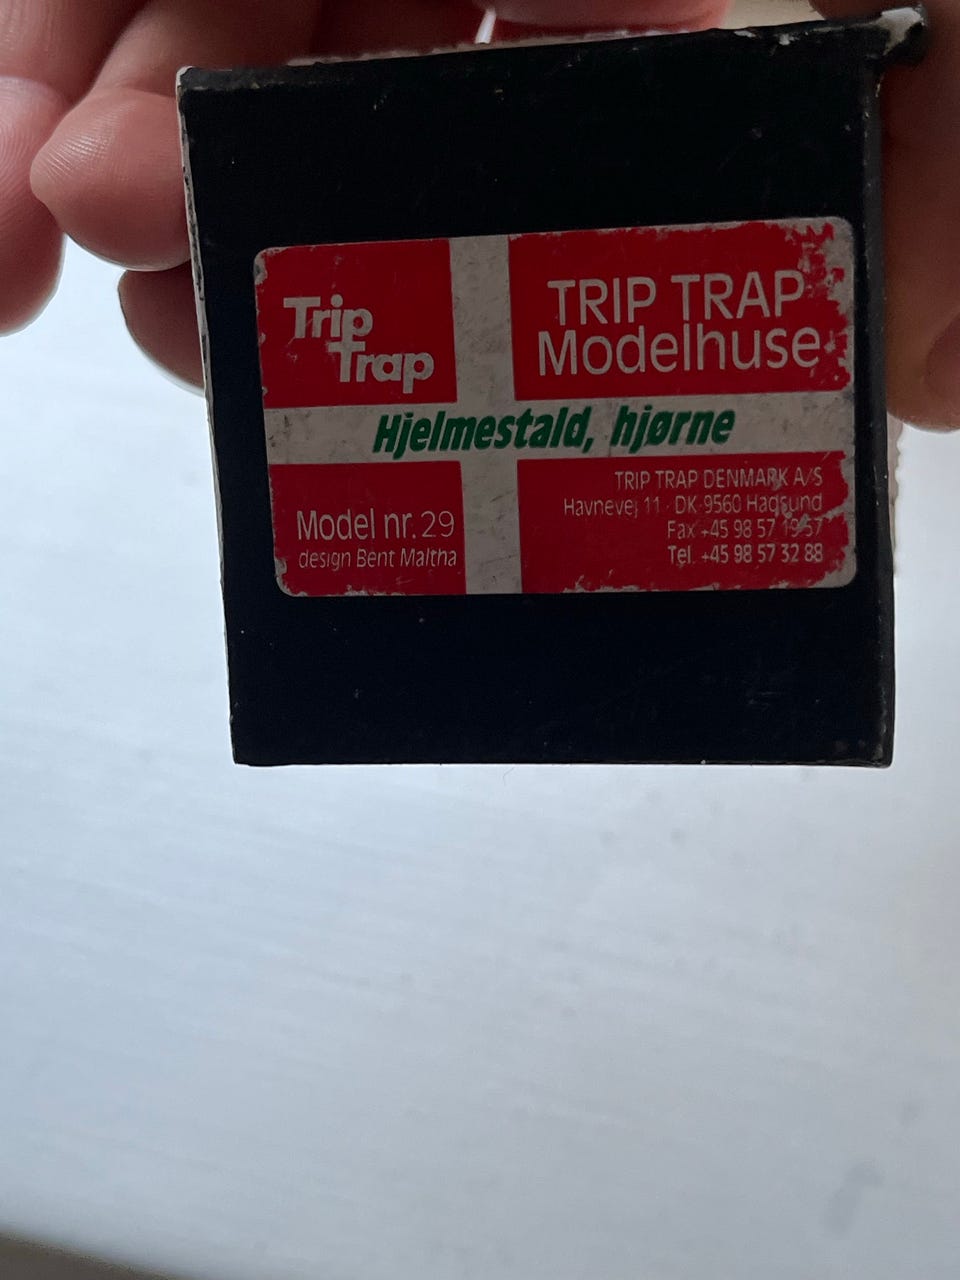 Trip
Trap
TRIP TRAP
Modelhuse
Hjelmestald, hjørne
Model nr. 29
design Bent Maltha
TRIP TRAP DENMARK A/S
Havnevej 11 · DK-9560 Hadsund
Fax +45 98 57 19 57
Tel. +45 98 57 32 88